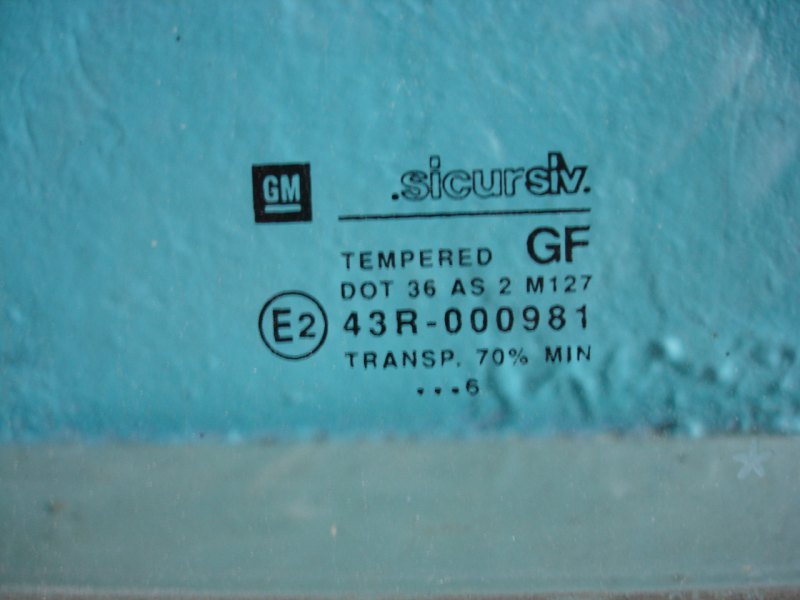 GM
.sicursiv.
TEMPERED GF
DOT 36 AS 2 M127
E2 43R-000981
TRANSP. 70% MIN
...6